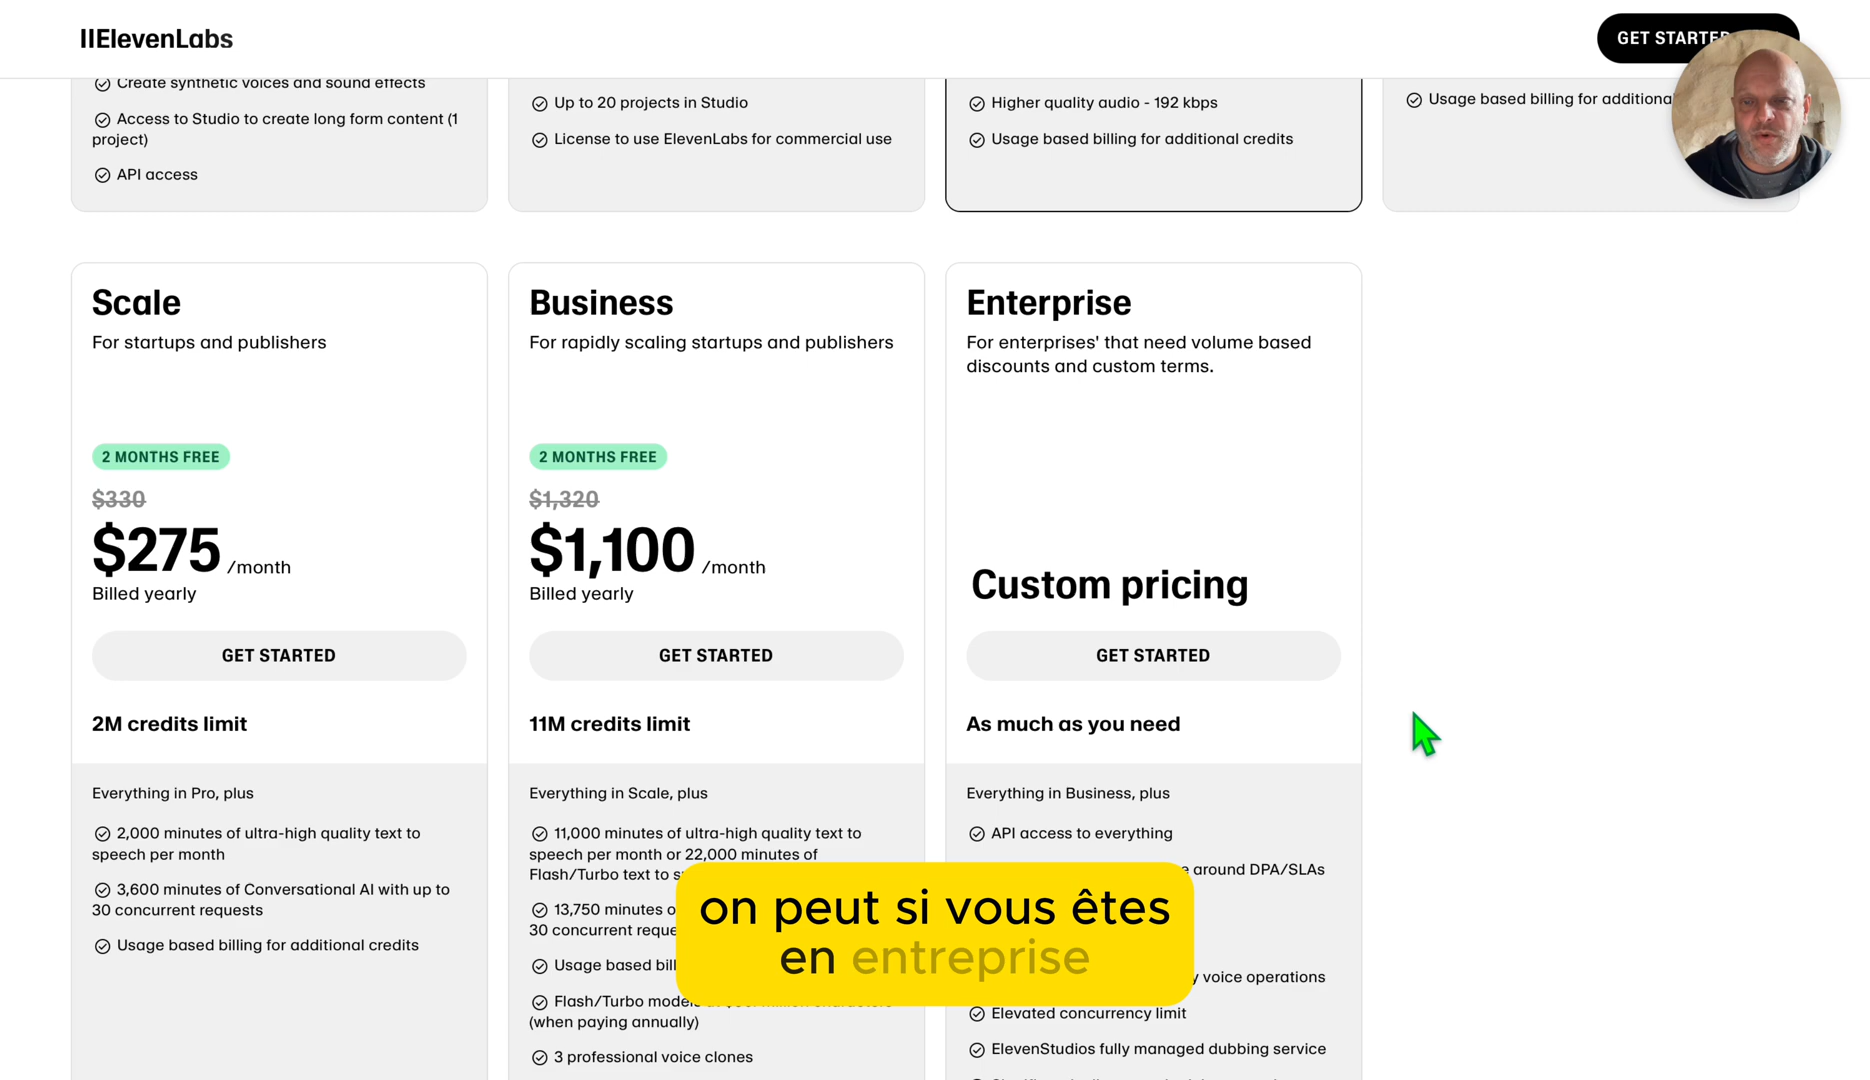 IIElevenLabs
GET STARTED
Create synthetic voices and sound effects
Access to Studio to create long form content (1
project)
API access
Up to 20 projects in Studio
License to use ElevenLabs for commercial use
Higher quality audio - 192 kbps
Usage based billing for additional credits
Usage based billing for additional
Scale
For startups and publishers
2 MONTHS FREE
$330
$275 /month
Billed yearly
GET STARTED
2M credits limit
Everything in Pro, plus
2,000 minutes of ultra-high quality text to
speech per month
3,600 minutes of Conversational AI with up to
30 concurrent requests
Usage based billing for additional credits
Business
For rapidly scaling startups and publishers
2 MONTHS FREE
$1,320
$1,100 /month
Billed yearly
GET STARTED
11M credits limit
Everything in Scale, plus
11,000 minutes of ultra-high quality text to
speech per month or 22,000 minutes of
Flash/Turbo text to
13,750 minutes
30 concurrent
Usage based
Flash/Turbo
(when paying annually)
3 professional voice clones
Enterprise
For enterprises' that need volume based
discounts and custom terms.
Custom pricing
GET STARTED
As much as you need
Everything in Business, plus
API access to everything
around DPA/SLAs
voice operations
Elevated concurrency limit
ElevenStudios fully managed dubbing service
on peut si vous êtes
en entreprise